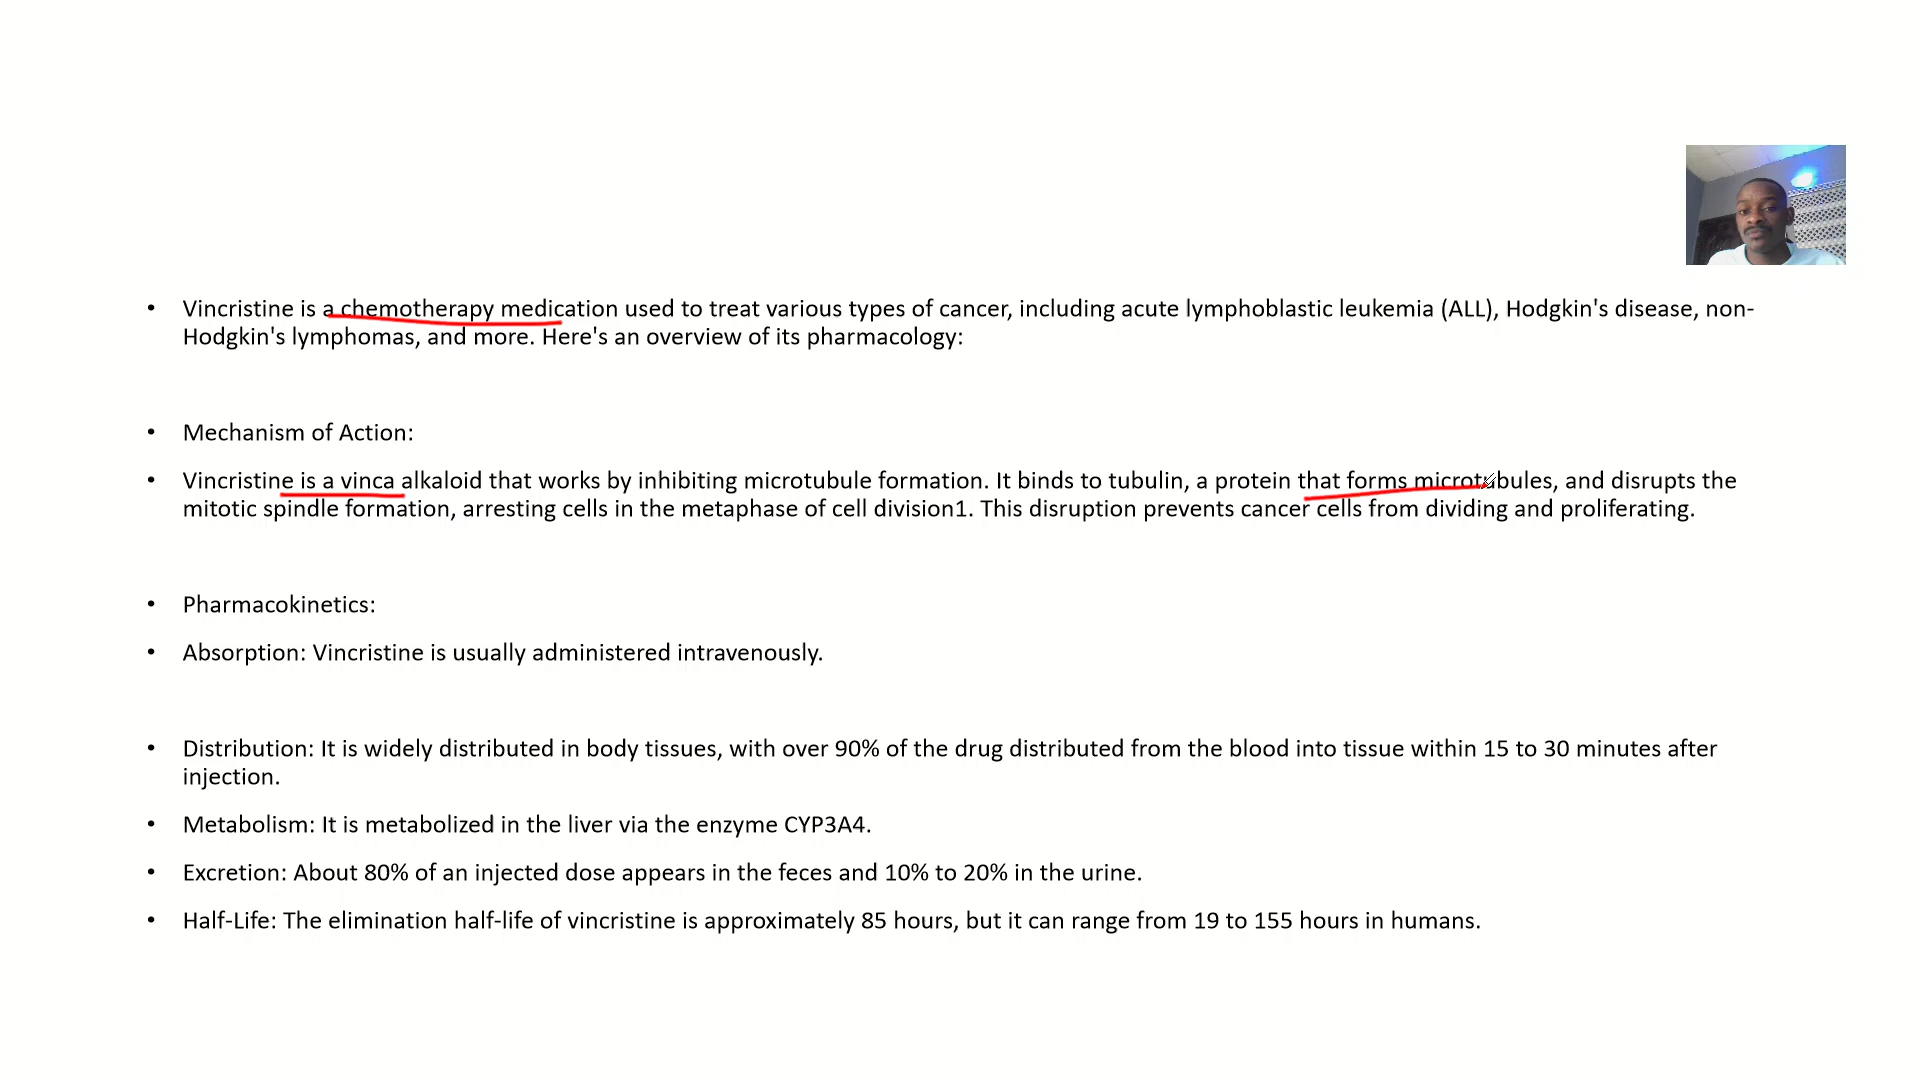 • Vincristine is a chemotherapy medication used to treat various types of cancer, including acute lymphoblastic leukemia (ALL), Hodgkin's disease, non-
Hodgkin's lymphomas, and more. Here's an overview of its pharmacology:
• Mechanism of Action:
• Vincristine is a vinca alkaloid that works by inhibiting microtubule formation. It binds to tubulin, a protein that forms microtubules, and disrupts the
mitotic spindle formation, arresting cells in the metaphase of cell division1. This disruption prevents cancer cells from dividing and proliferating.
• Pharmacokinetics:
• Absorption: Vincristine is usually administered intravenously.
• Distribution: It is widely distributed in body tissues, with over 90% of the drug distributed from the blood into tissue within 15 to 30 minutes after
injection.
• Metabolism: It is metabolized in the liver via the enzyme CYP3A4.
• Excretion: About 80% of an injected dose appears in the feces and 10% to 20% in the urine.
• Half-Life: The elimination half-life of vincristine is approximately 85 hours, but it can range from 19 to 155 hours in humans.